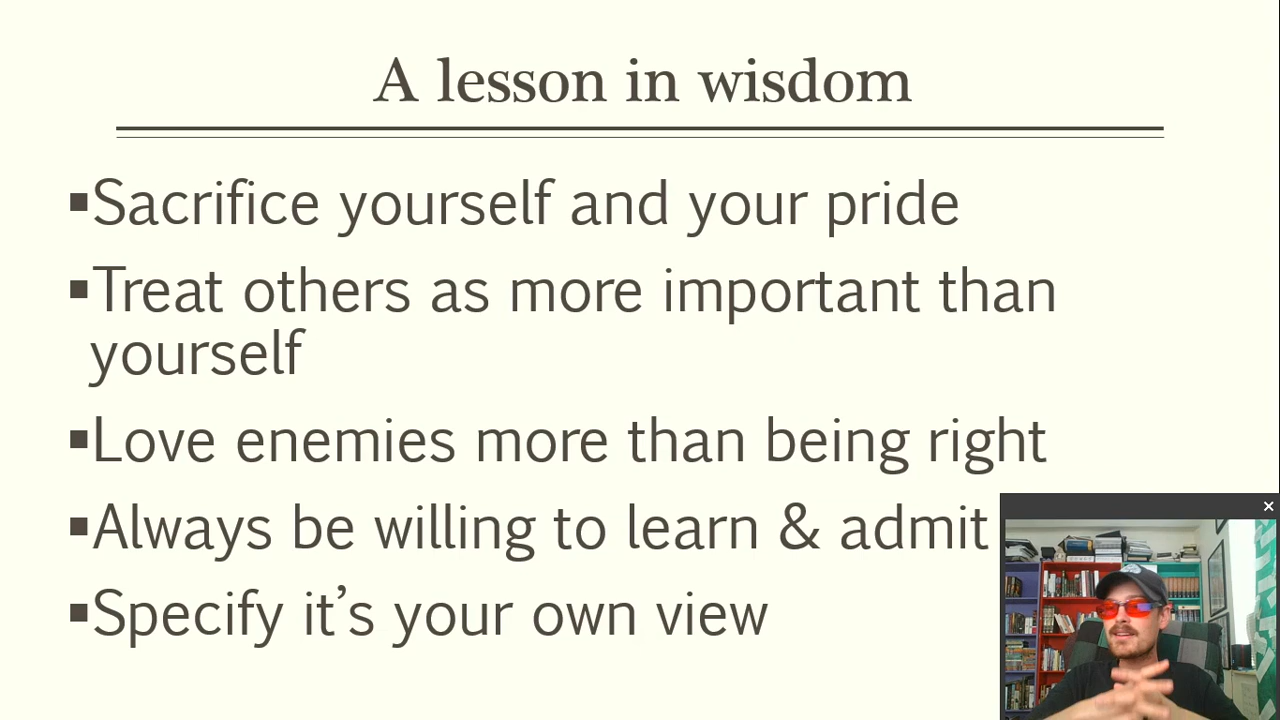 A lesson in wisdom
▪Sacrifice yourself and your pride
▪Treat others as more important than
yourself
▪Love enemies more than being right
▪Always be willing to learn & admit
▪Specify it’s your own view